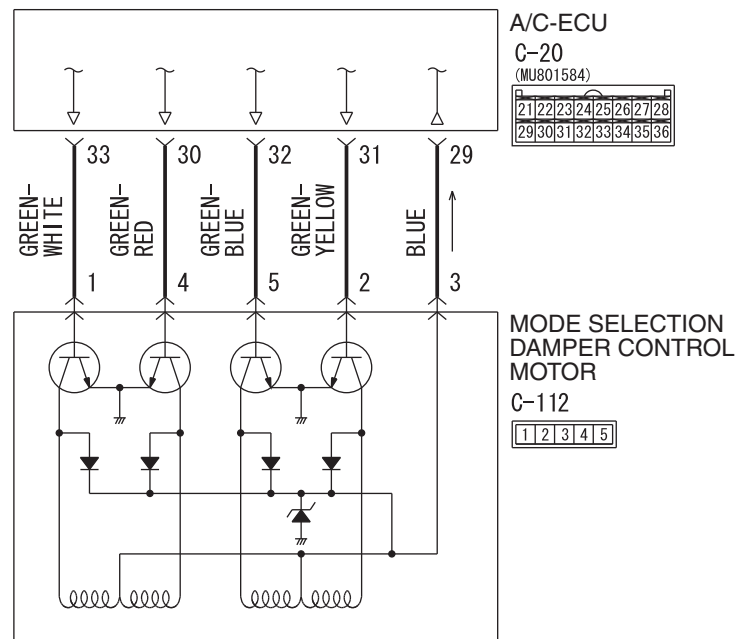 A/C-ECU
C-20
(MU801584)
21 22 23 24 25 26 27 28
29 30 31 32 33 34 35 36
33 30 32 31 29
GREEN-WHITE
GREEN-RED
GREEN-BLUE
GREEN-YELLOW
BLUE
1 4 5 2 3
MODE SELECTION
DAMPER CONTROL
MOTOR
C-112
1 2 3 4 5